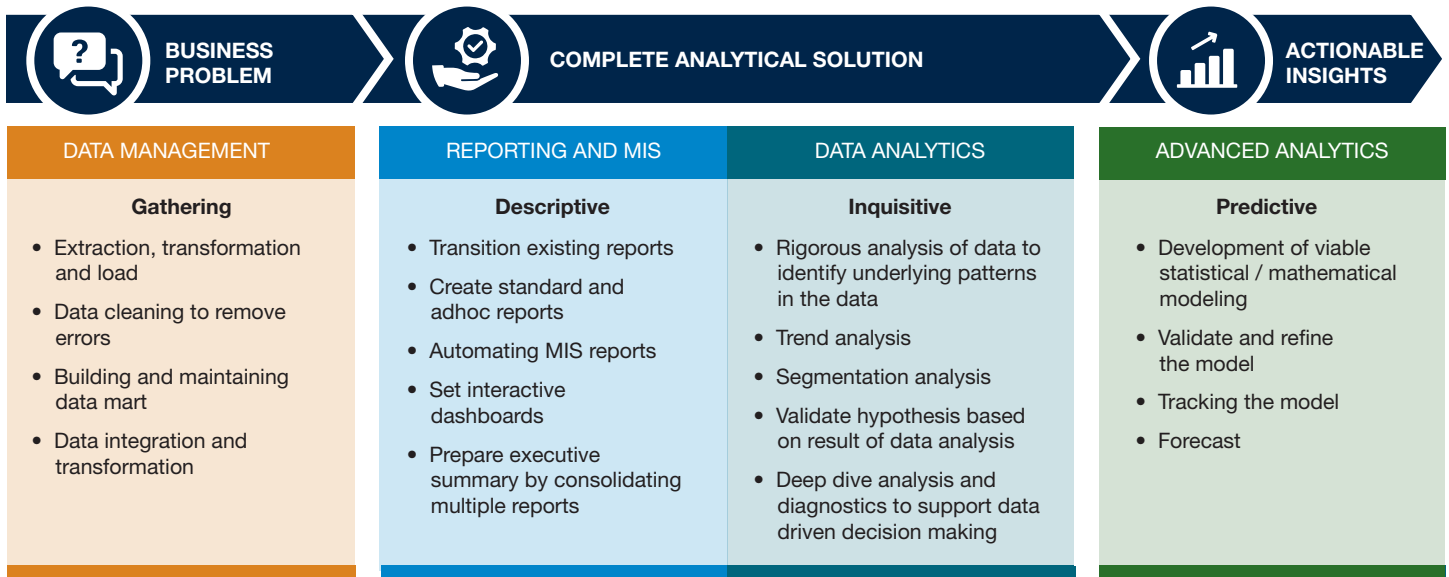 ?
BUSINESS
PROBLEM
COMPLETE ANALYTICAL SOLUTION
ACTIONABLE
INSIGHTS
DATA MANAGEMENT
Gathering
• Extraction, transformation
and load
• Data cleaning to remove
errors
• Building and maintaining
data mart
• Data integration and
transformation
REPORTING AND MIS
Descriptive
• Transition existing reports
• Create standard and
adhoc reports
• Automating MIS reports
• Set interactive
dashboards
• Prepare executive
summary by consolidating
multiple reports
DATA ANALYTICS
Inquisitive
• Rigorous analysis of data to
identify underlying patterns
in the data
• Trend analysis
• Segmentation analysis
• Validate hypothesis based
on result of data analysis
• Deep dive analysis and
diagnostics to support data
driven decision making
ADVANCED ANALYTICS
Predictive
• Development of viable
statistical / mathematical
modeling
• Validate and refine
the model
• Tracking the model
• Forecast